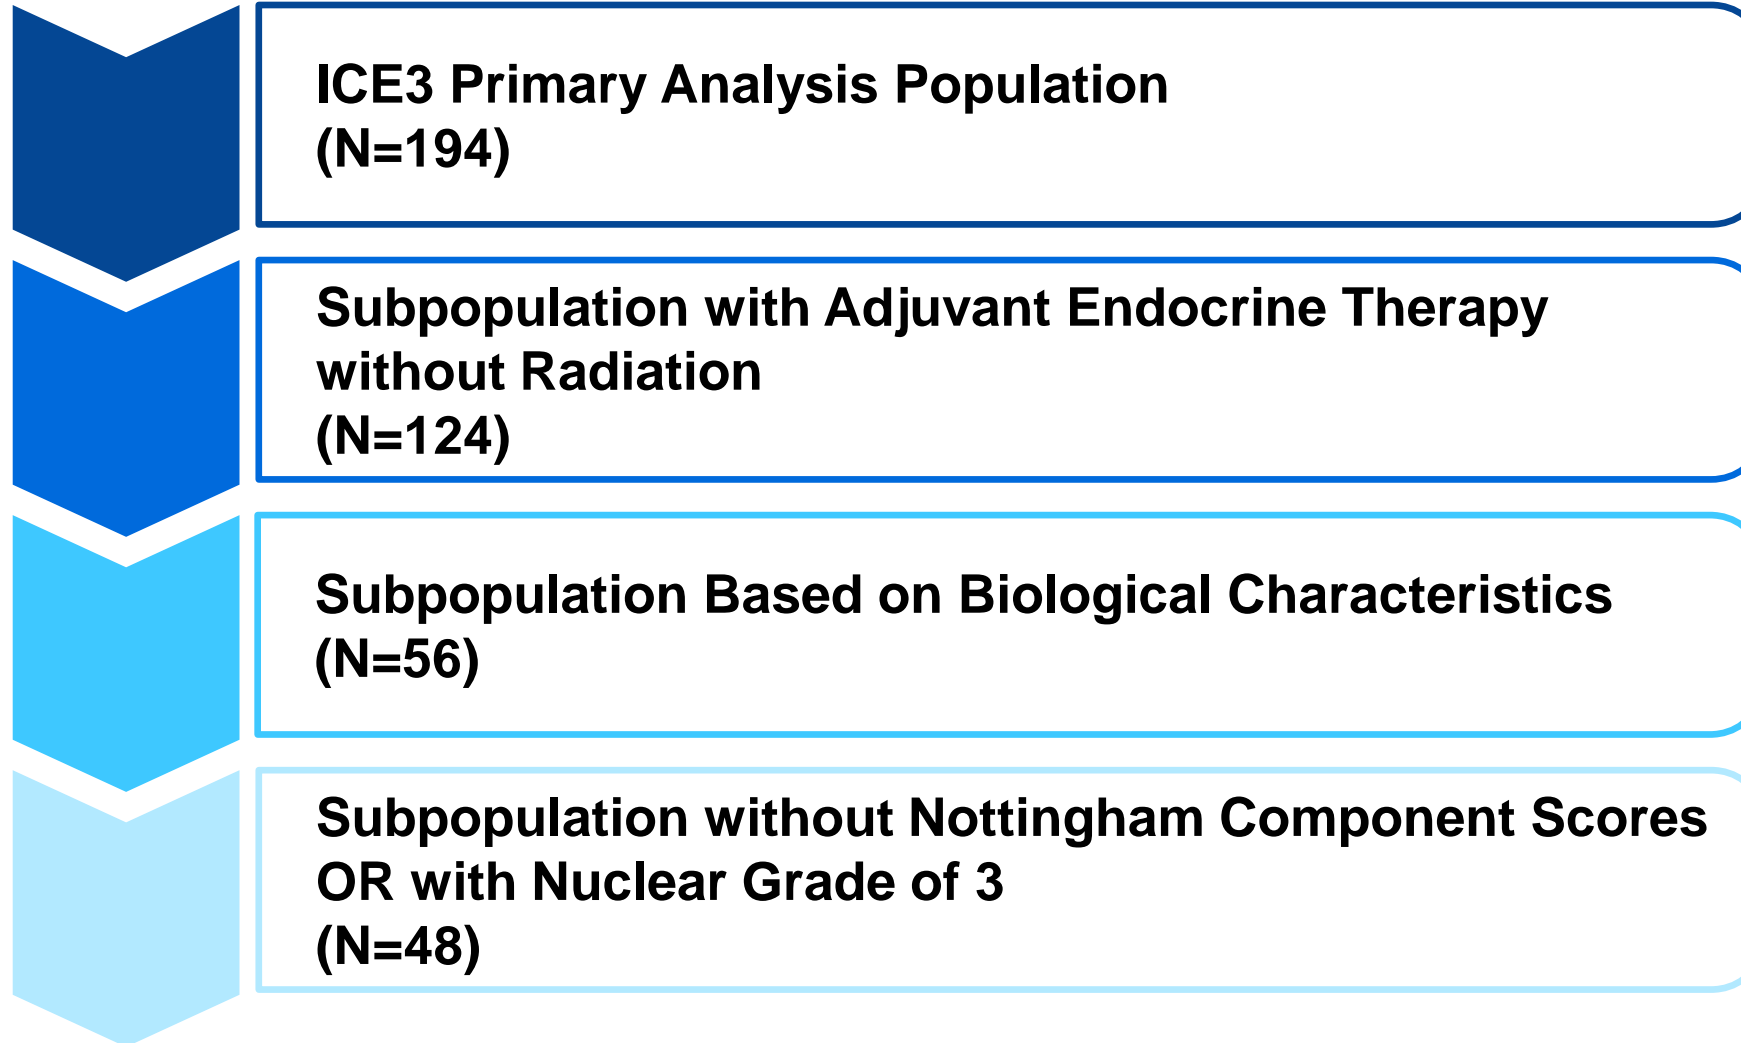 ICE3 Primary Analysis Population
(N=194)
Subpopulation with Adjuvant Endocrine Therapy
without Radiation
(N=124)
Subpopulation Based on Biological Characteristics
(N=56)
Subpopulation without Nottingham Component Scores
OR with Nuclear Grade of 3
(N=48)